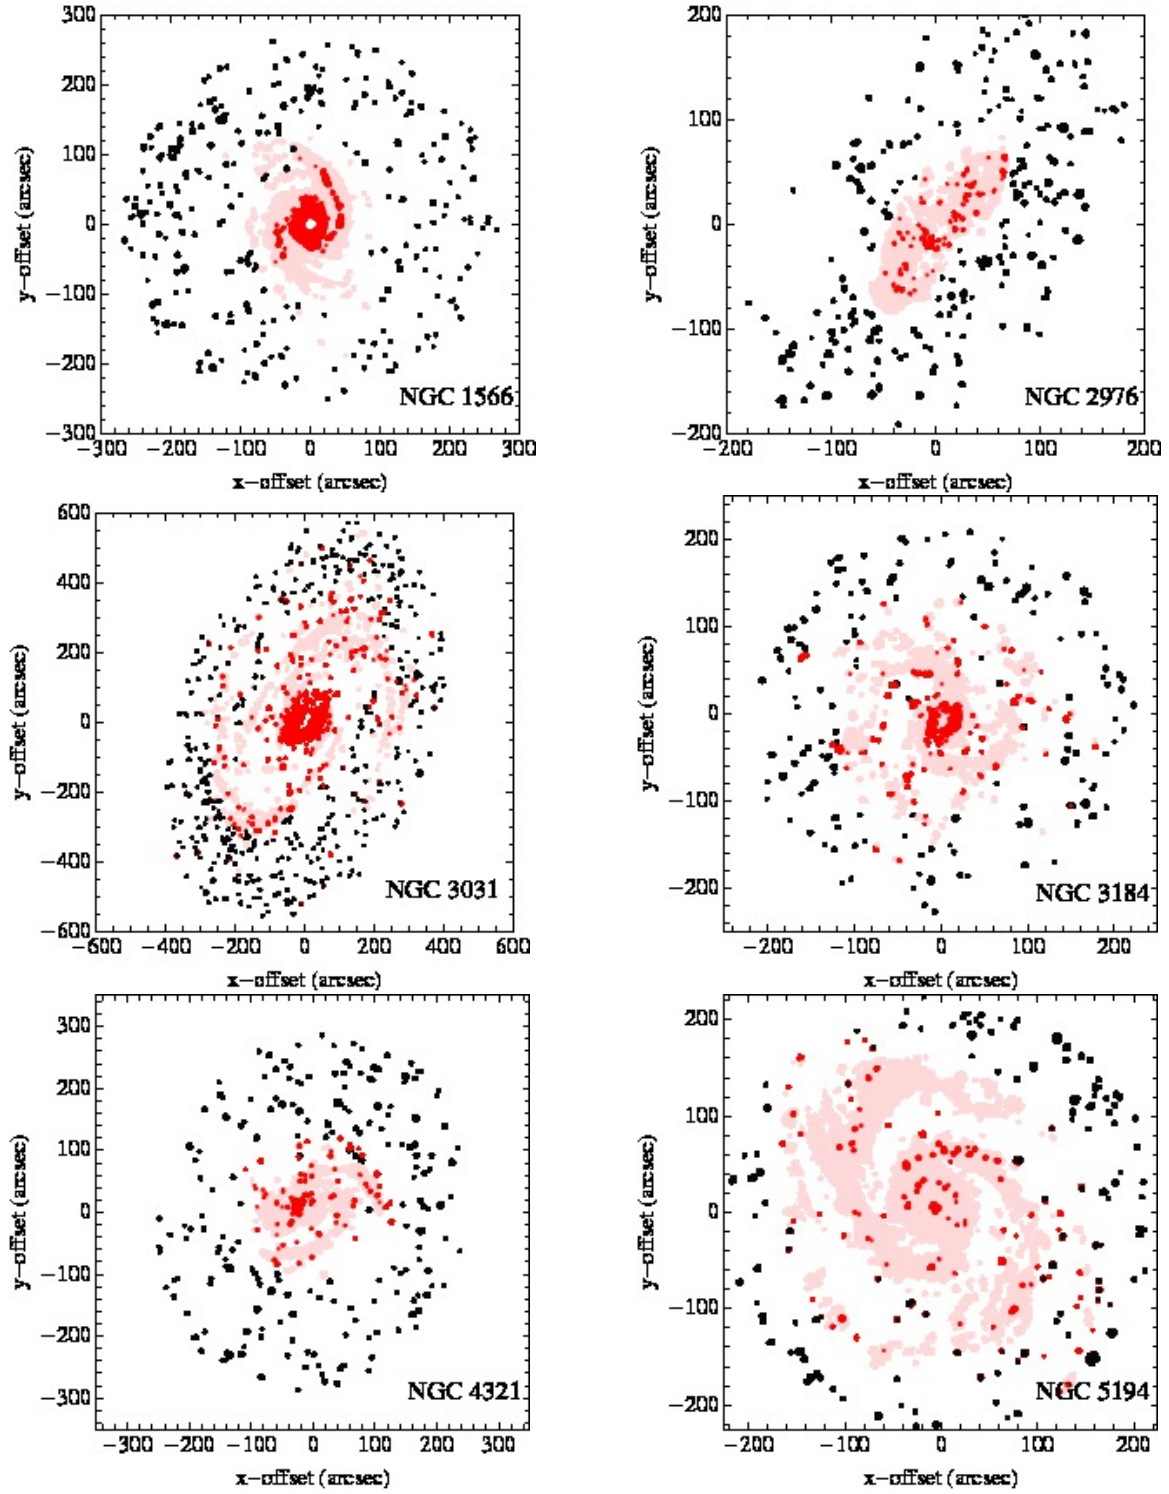 300
200
100
0
−100
−200
−300
−300 −200 −100 0 100 200 300
y−offset (arcsec)
x−offset (arcsec)
NGC 1566
200
100
0
−100
−200
−200 −100 0 100 200
y−offset (arcsec)
x−offset (arcsec)
NGC 2976
600
400
200
0
−200
−400
−600
−600 −400 −200 0 200 400 600
y−offset (arcsec)
x−offset (arcsec)
NGC 3031
200
100
0
−100
−200
−200 −100 0 100 200
y−offset (arcsec)
x−offset (arcsec)
NGC 3184
300
200
100
0
−100
−200
−300
−300 −200 −100 0 100 200 300
y−offset (arcsec)
x−offset (arcsec)
NGC 4321
200
100
0
−100
−200
−200 −100 0 100 200
y−offset (arcsec)
x−offset (arcsec)
NGC 5194